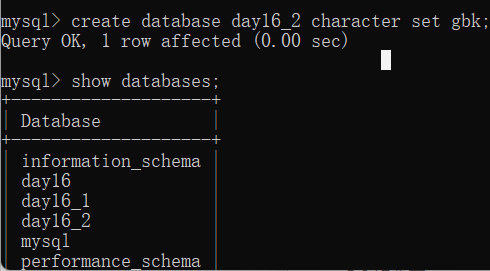 mysql> create database day16_2 character set gbk;
Query OK, 1 row affected (0.00 sec)
mysql> show databases;
+--------------------+
| Database           |
+--------------------+
| information_schema |
| day16              |
| day16_1            |
| day16_2            |
| mysql              |
| performance_schema |